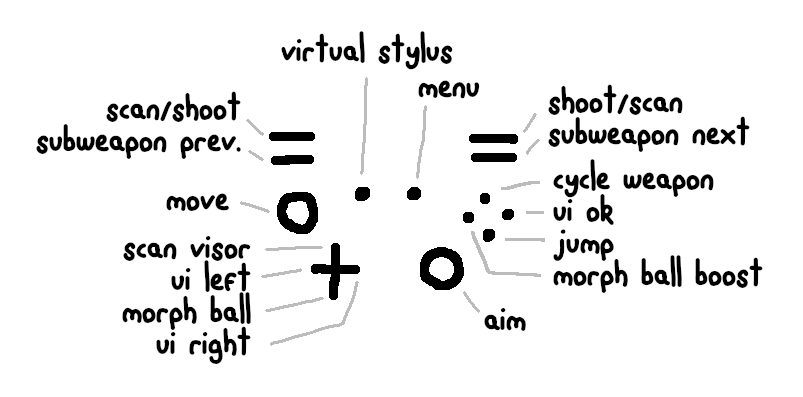 virtual stylus
menu
scan/shoot
subweapon prev.
move
scan visor
ui left
morph ball
ui right
shoot/scan
subweapon next
cycle weapon
ui ok
jump
morph ball boost
aim